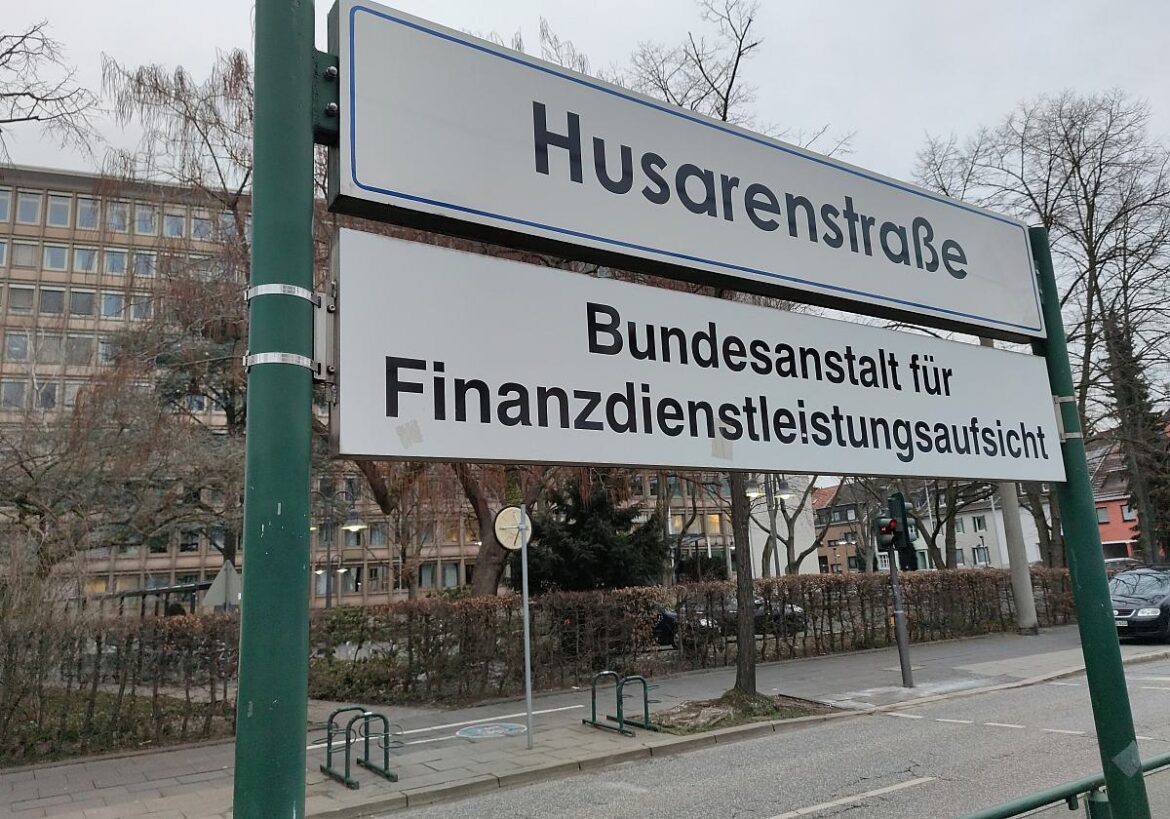 Husarenstraße
Bundesanstalt für
Finanzdienstleistungsaufsicht